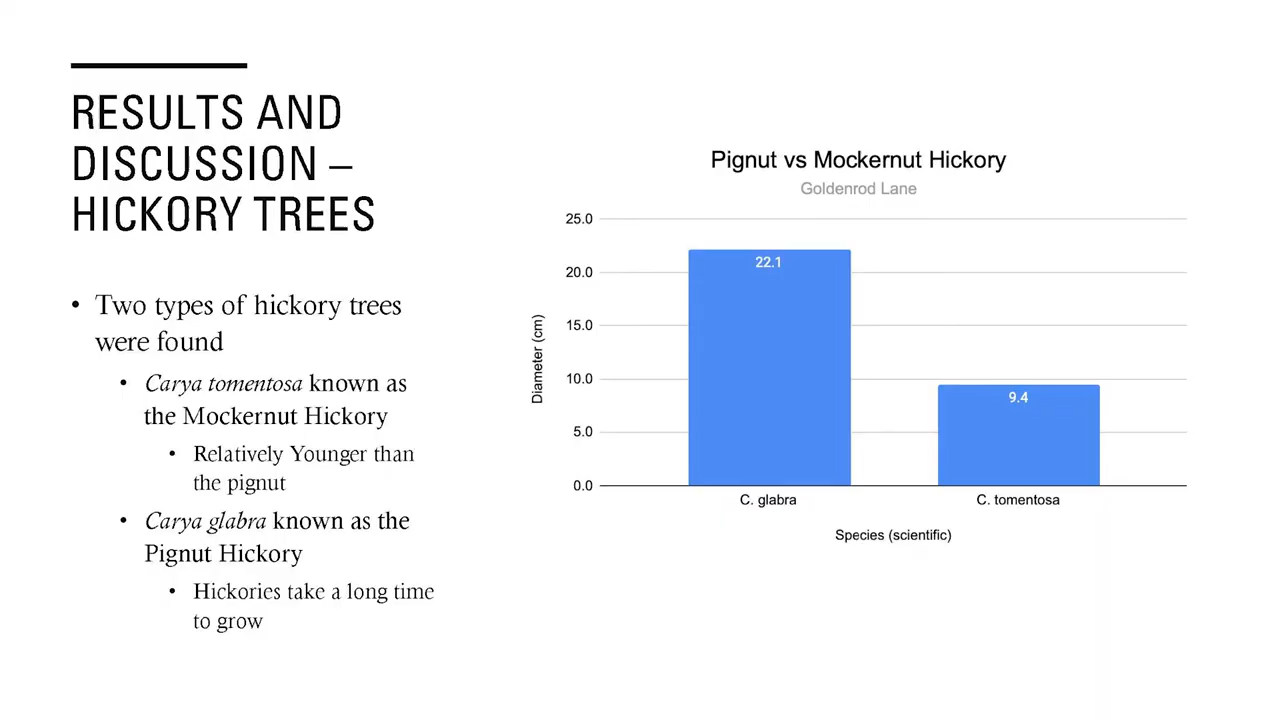 RESULTS AND
DISCUSSION –
HICKORY TREES
• Two types of hickory trees
were found
• Carya tomentosa known as
the Mockernut Hickory
• Relatively Younger than
the pignut
• Carya glabra known as the
Pignut Hickory
• Hickories take a long time
to grow
Pignut vs Mockernut Hickory
Goldenrod Lane
Diameter (cm)
25.0
20.0
15.0
10.0
5.0
0.0
22.1
9.4
C. glabra
C. tomentosa
Species (scientific)